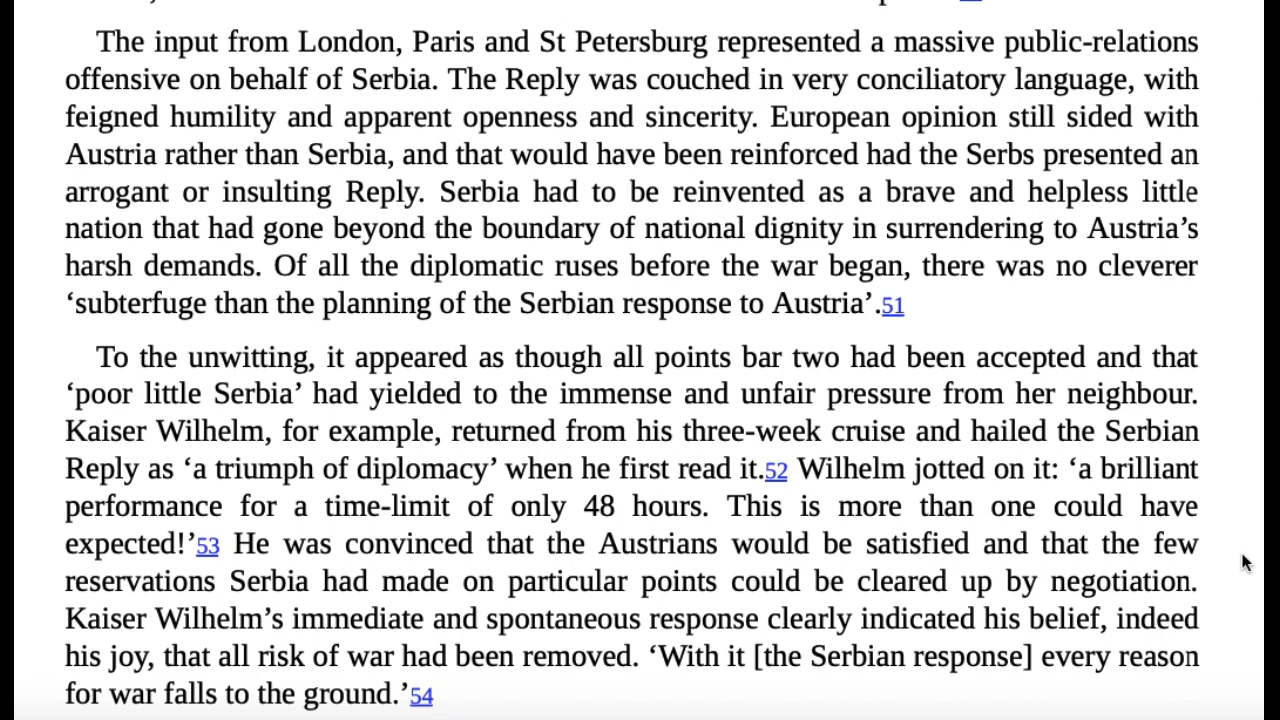 The input from London, Paris and St Petersburg represented a massive public-relations
offensive on behalf of Serbia. The Reply was couched in very conciliatory language, with
feigned humility and apparent openness and sincerity. European opinion still sided with
Austria rather than Serbia, and that would have been reinforced had the Serbs presented an
arrogant or insulting Reply. Serbia had to be reinvented as a brave and helpless little
nation that had gone beyond the boundary of national dignity in surrendering to Austria’s
harsh demands. Of all the diplomatic ruses before the war began, there was no cleverer
‘subterfuge than the planning of the Serbian response to Austria’.51
To the unwitting, it appeared as though all points bar two had been accepted and that
‘poor little Serbia’ had yielded to the immense and unfair pressure from her neighbour.
Kaiser Wilhelm, for example, returned from his three-week cruise and hailed the Serbian
Reply as ‘a triumph of diplomacy’ when he first read it.52 Wilhelm jotted on it: ‘a brilliant
performance for a time-limit of only 48 hours. This is more than one could have
expected!’53 He was convinced that the Austrians would be satisfied and that the few
reservations Serbia had made on particular points could be cleared up by negotiation.
Kaiser Wilhelm’s immediate and spontaneous response clearly indicated his belief, indeed
his joy, that all risk of war had been removed. ‘With it [the Serbian response] every reason
for war falls to the ground.’54